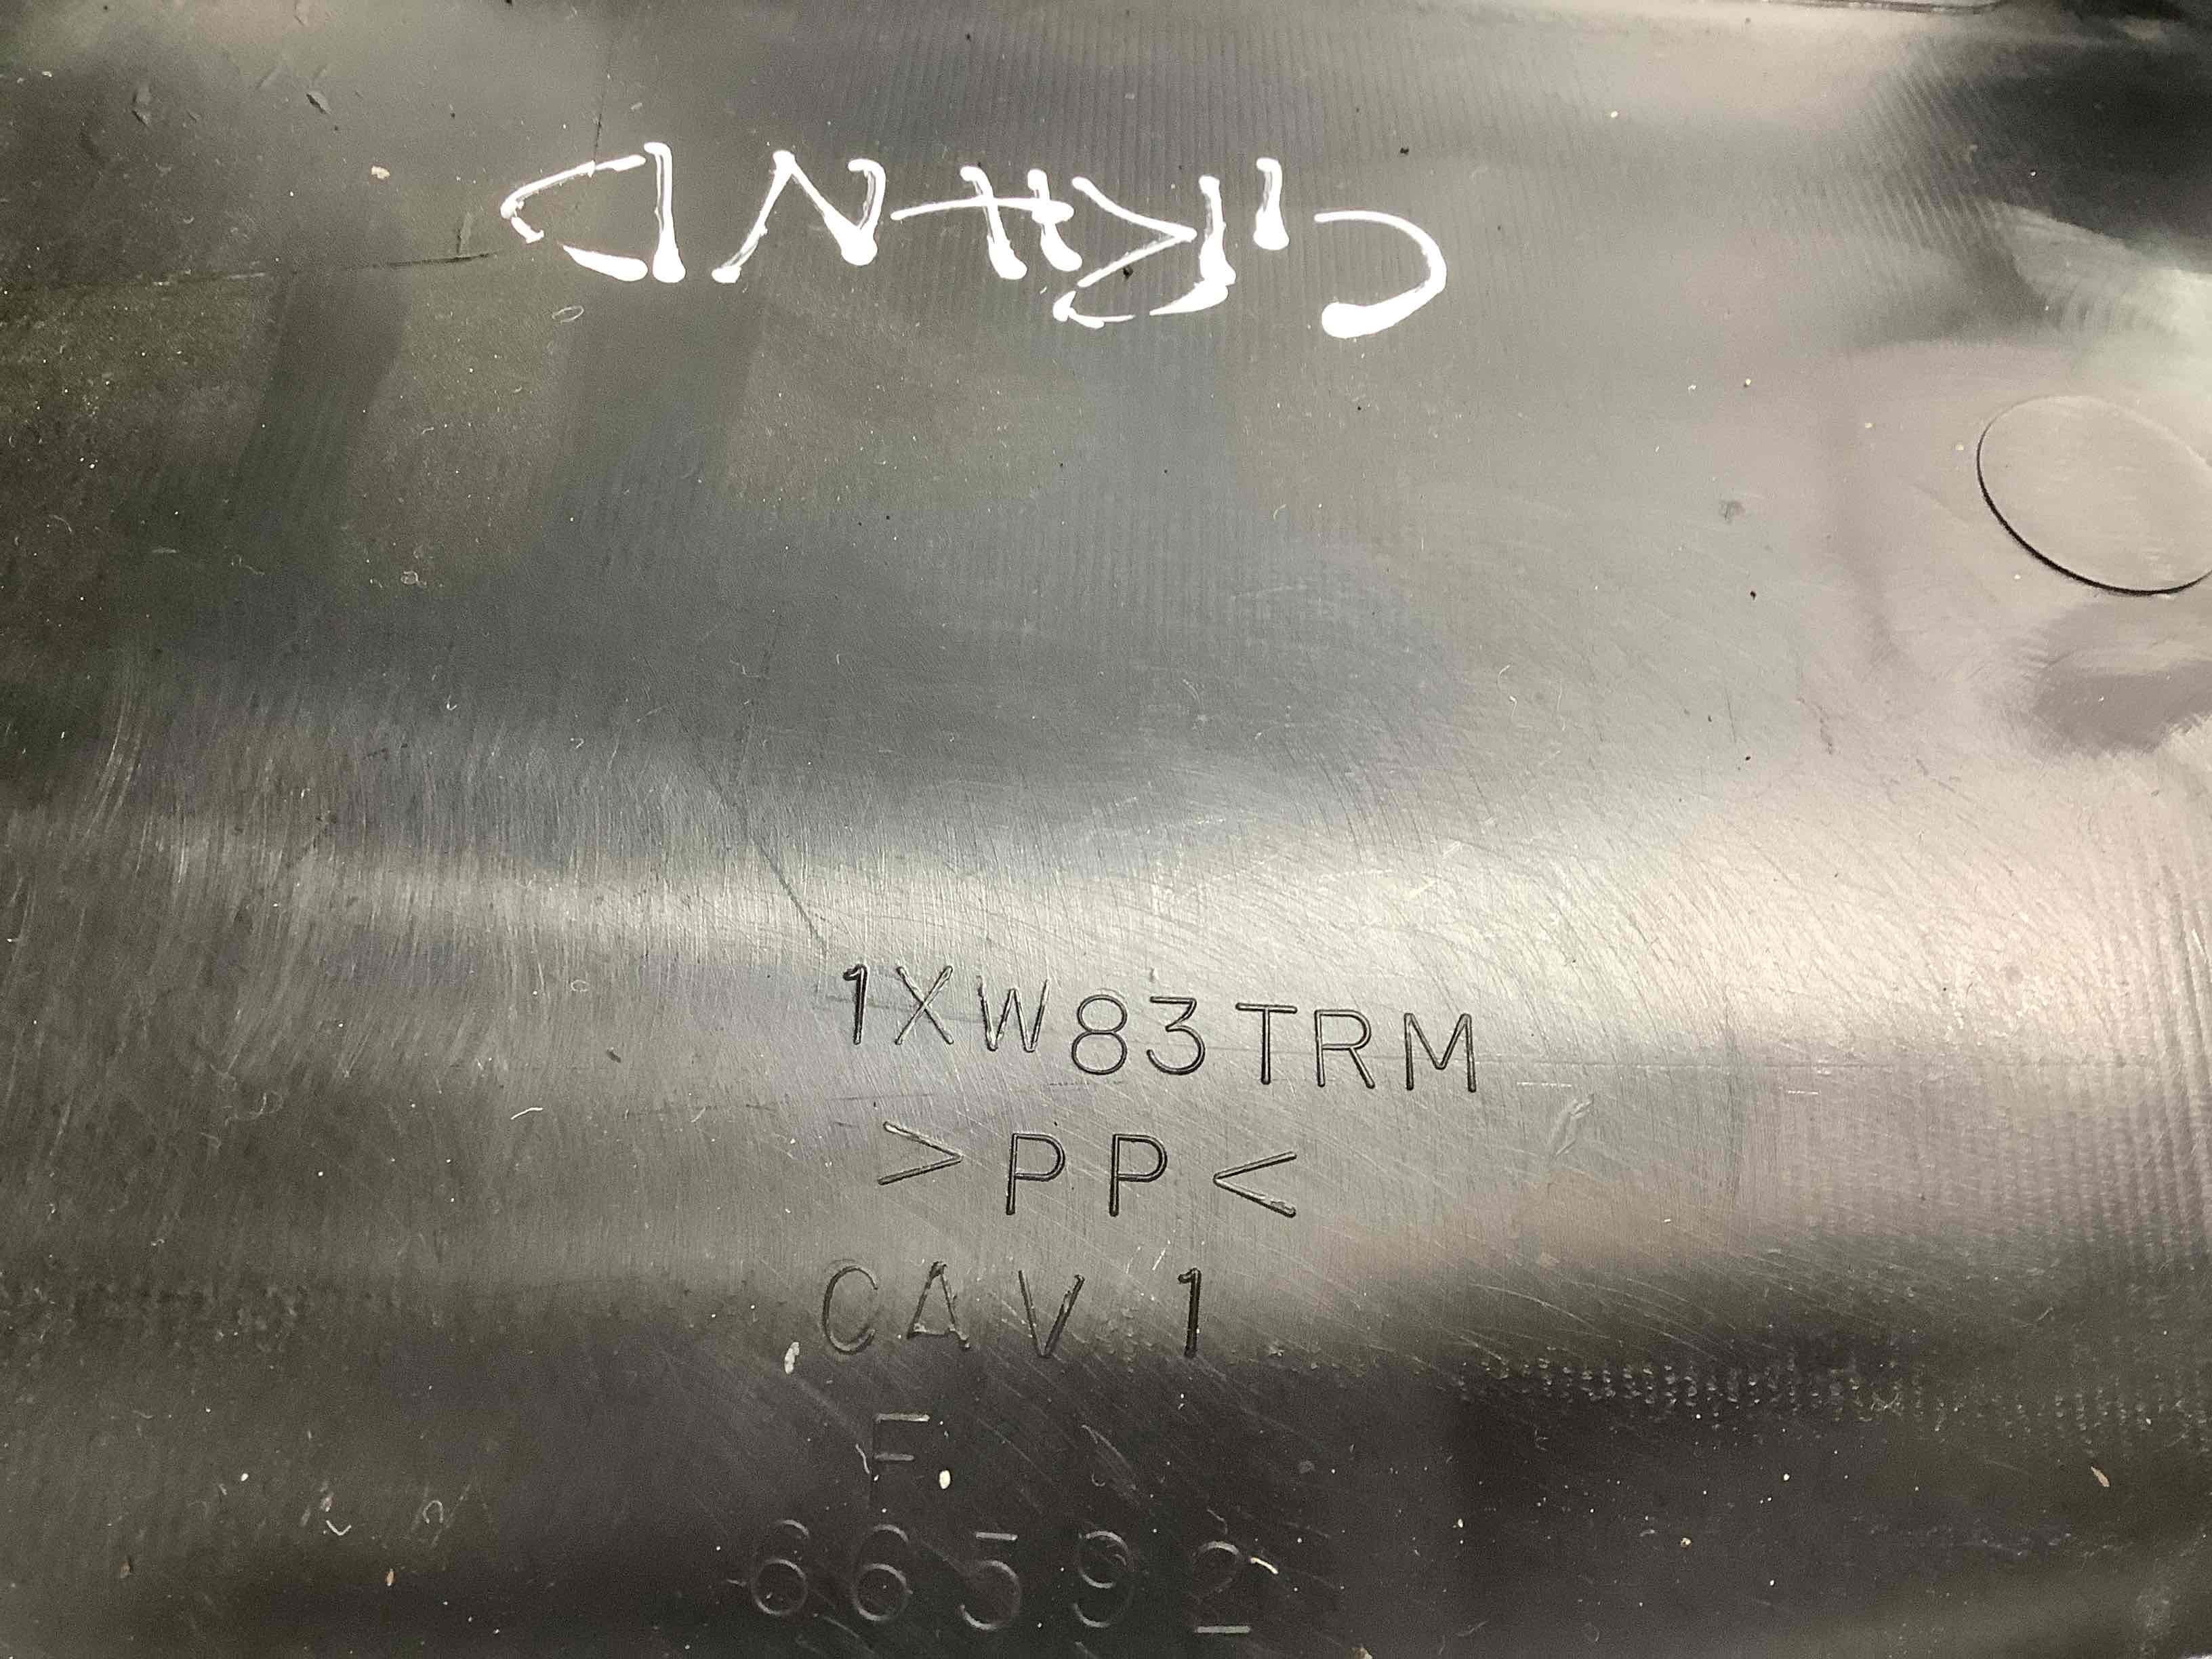 GRAND
1XW83TRM
>PP<
CAV 1
F
66592